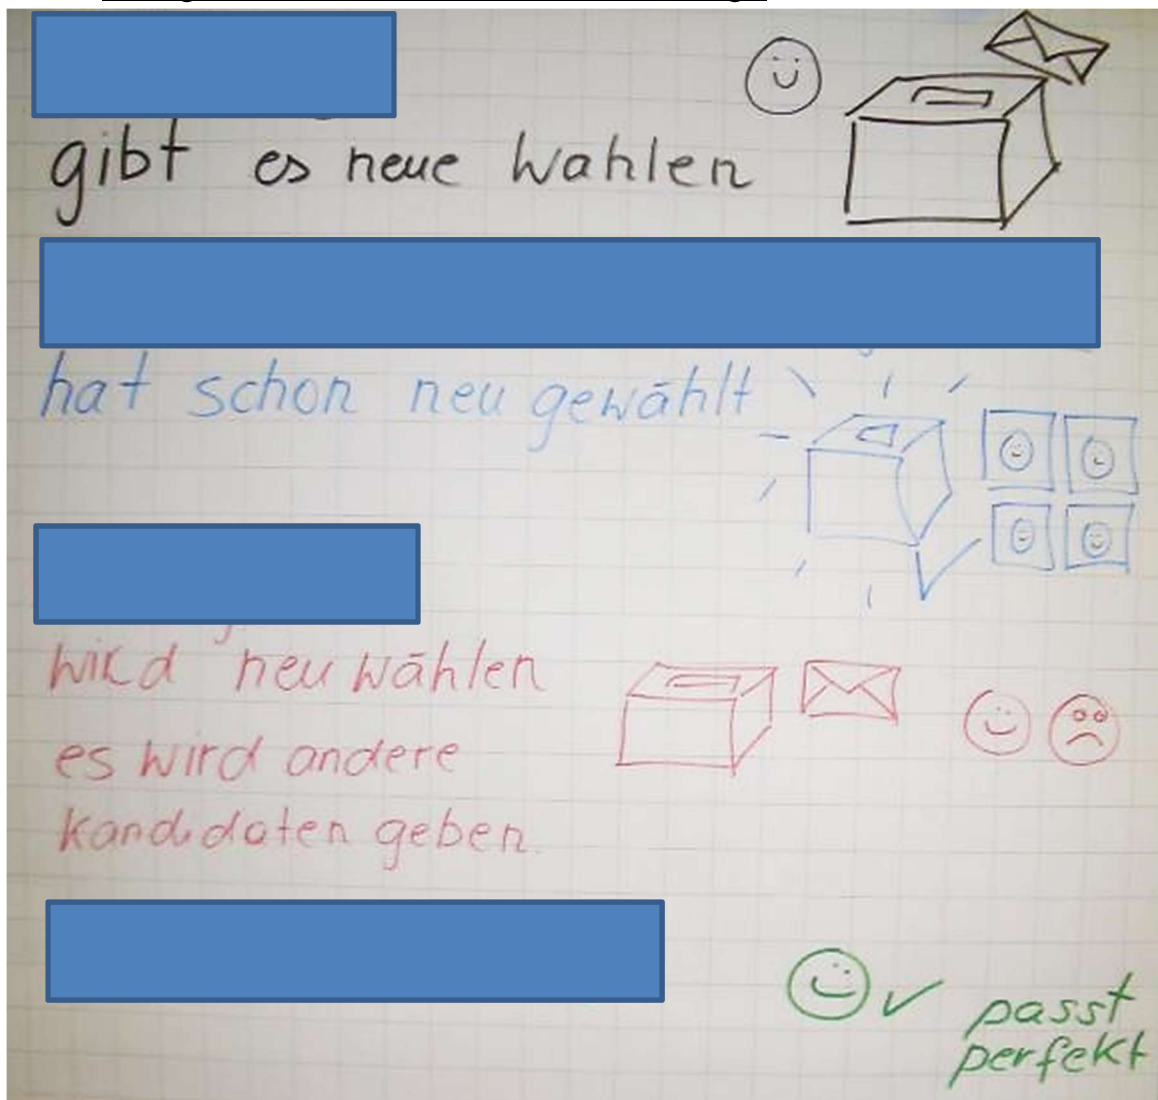 gibt es neue Wahlen
hat schon neu gewählt
wird neu wählen
es wird andere
kandidaten geben.
passt
perfekt